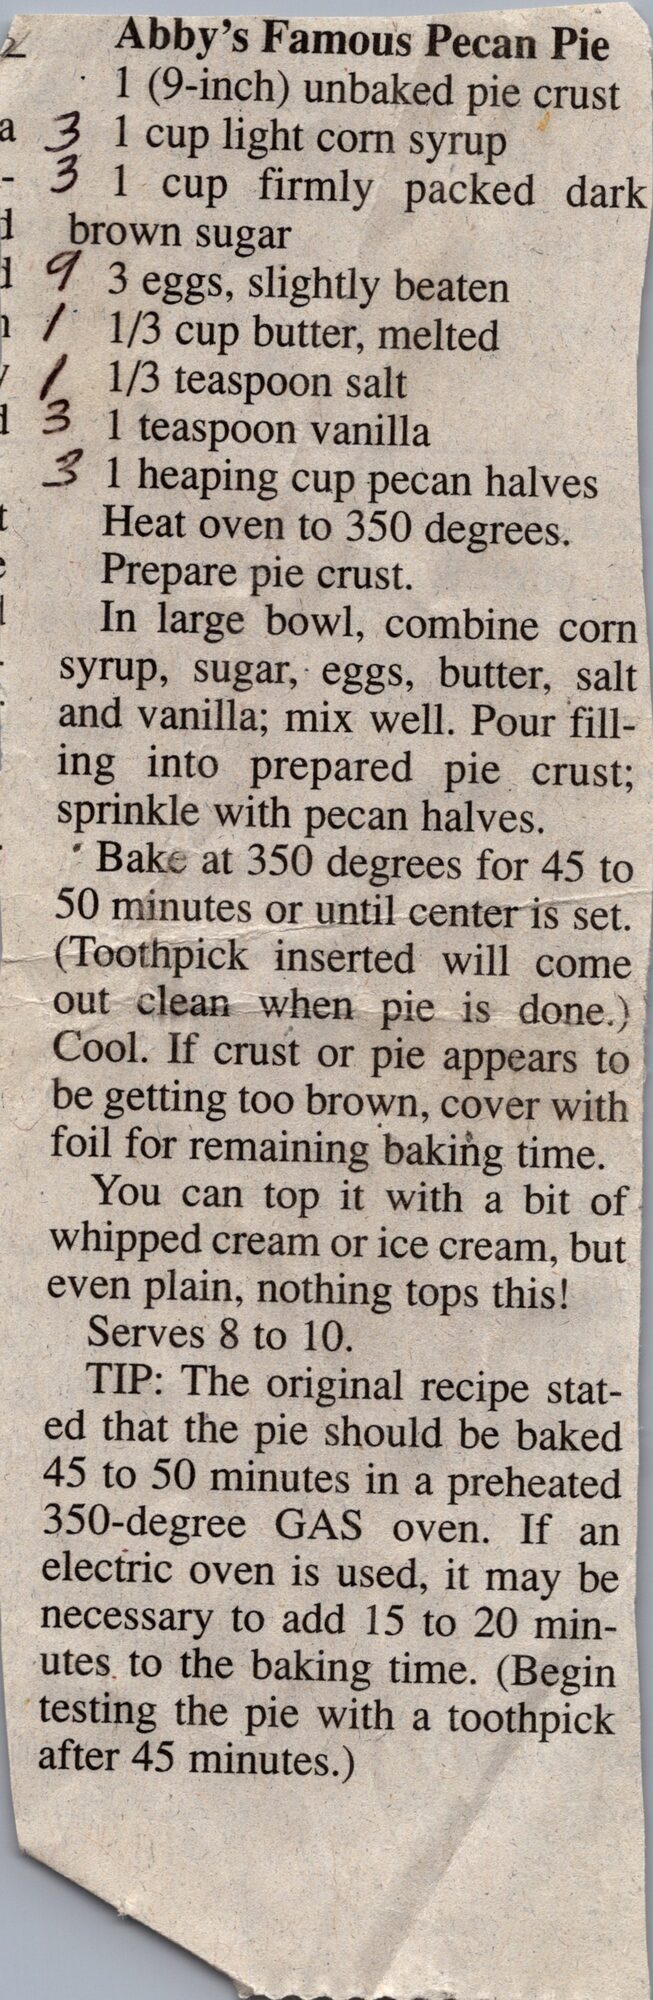 Abby's Famous Pecan Pie
1 (9-inch) unbaked pie crust
3 1 cup light corn syrup
3 1 cup firmly packed dark
brown sugar
9 3 eggs, slightly beaten
1 1/3 cup butter, melted
1 1/3 teaspoon salt
3 1 teaspoon vanilla
3 1 heaping cup pecan halves
Heat oven to 350 degrees.
Prepare pie crust.
In large bowl, combine corn
syrup, sugar, eggs, butter, salt
and vanilla; mix well. Pour fill-
ing into prepared pie crust;
sprinkle with pecan halves.
Bake at 350 degrees for 45 to
50 minutes or until center is set.
(Toothpick inserted will come
out clean when pie is done.)
Cool. If crust or pie appears to
be getting too brown, cover with
foil for remaining baking time.
You can top it with a bit of
whipped cream or ice cream, but
even plain, nothing tops this!
Serves 8 to 10.
TIP: The original recipe stat-
ed that the pie should be baked
45 to 50 minutes in a preheated
350-degree GAS oven. If an
electric oven is used, it may be
necessary to add 15 to 20 min-
utes to the baking time. (Begin
testing the pie with a toothpick
after 45 minutes.)